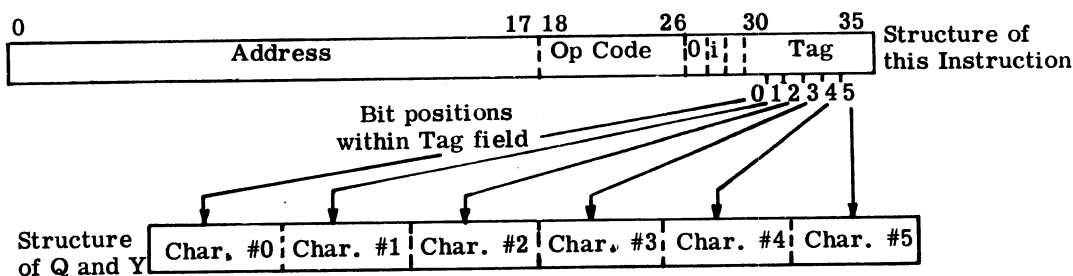 0 17 18 26 30 35
Address Op Code 0 i Tag
Structure of
this Instruction
0 1 2 3 4 5
Bit positions
within Tag field
Structure
of Q and Y
Char. #0 Char. #1 Char. #2 Char. #3 Char. #4 Char. #5